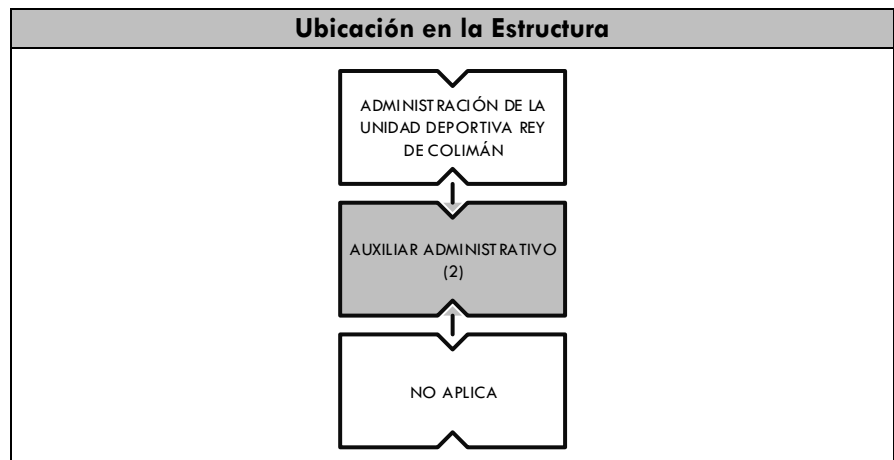 Ubicación en la Estructura
ADMINISTRACIÓN DE LA
UNIDAD DEPORTIVA REY
DE COLIMÁN
AUXILIAR ADMINISTRATIVO
(2)
NO APLICA